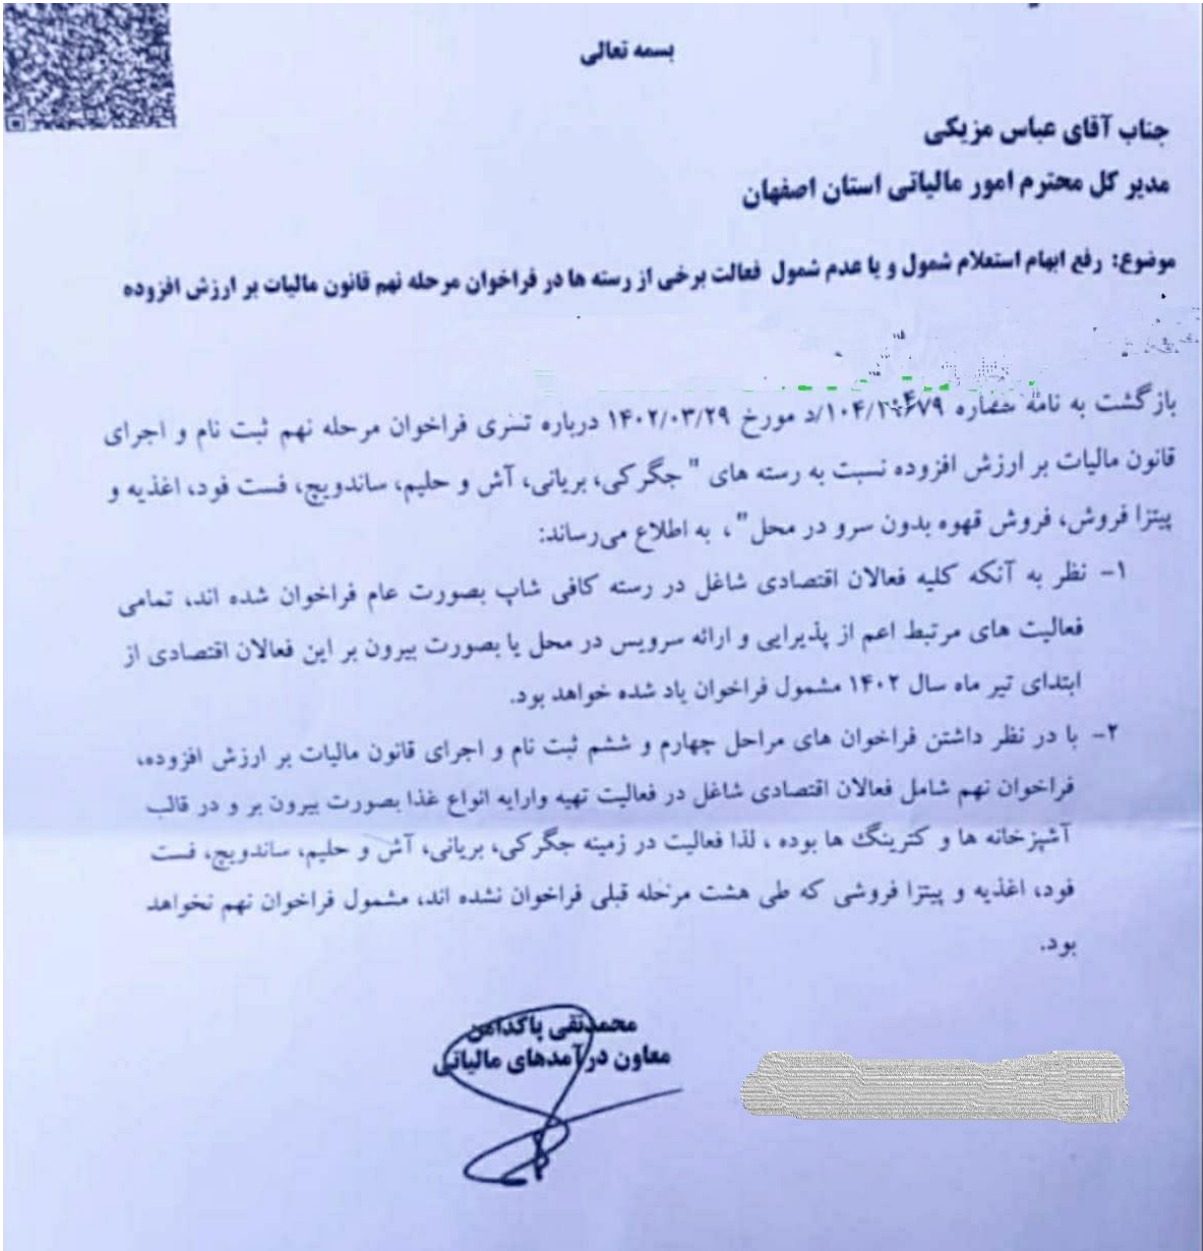 بسمه تعالی
جناب آقای عباس مزیکی
مدیر کل محترم امور مالیاتی استان اصفهان
موضوع: رفع ابهام استعلام شمول و یا عدم شمول فعالت برخی از رسته ها در فراخوان مرحله نهم قانون مالیات بر ارزش افزوده
بازگشت به نامه شماره د مورخ ۱۴۰۲/۰۳/۲۹ درباره تسری فراخوان مرحله نهم ثبت نام و اجرای
قانون مالیات بر ارزش افزوده نسبت به رسته های " جگرکی، بریانی، آش و حلیم، ساندویچ، فست فود، اغذیه و
پیتزا فروش، فروش قهوه بدون سرو در محل" ، به اطلاع می‌رساند:
۱- نظر به آنکه کلیه فعالان اقتصادی شاغل در رسته کافی شاپ بصورت عام فراخوان شده اند، تمامی
فعالیت های مرتبط اعم از پذیرایی و ارائه سرویس در محل یا بصورت بیرون بر این فعالان اقتصادی از
ابتدای تیر ماه سال ۱۴۰۲ مشمول فراخوان یاد شده خواهد بود.
۲- با در نظر داشتن فراخوان های مراحل چهارم و ششم ثبت نام و اجرای قانون مالیات بر ارزش افزوده،
فراخوان نهم شامل فعالان اقتصادی شاغل در فعالیت تهیه وارایه انواع غذا بصورت بیرون بر و در قالب
آشپزخانه ها و کترینگ ها بوده ، لذا فعالیت در زمینه جگرکی، بریانی، آش و حلیم، ساندویچ، فست
فود، اغذیه و پیتزا فروشی که طی هشت مرحله قبلی فراخوان نشده اند، مشمول فراخوان نهم نخواهد
بود.
محمدتقی پاکدامن
معاون درآمدهای مالیاتی